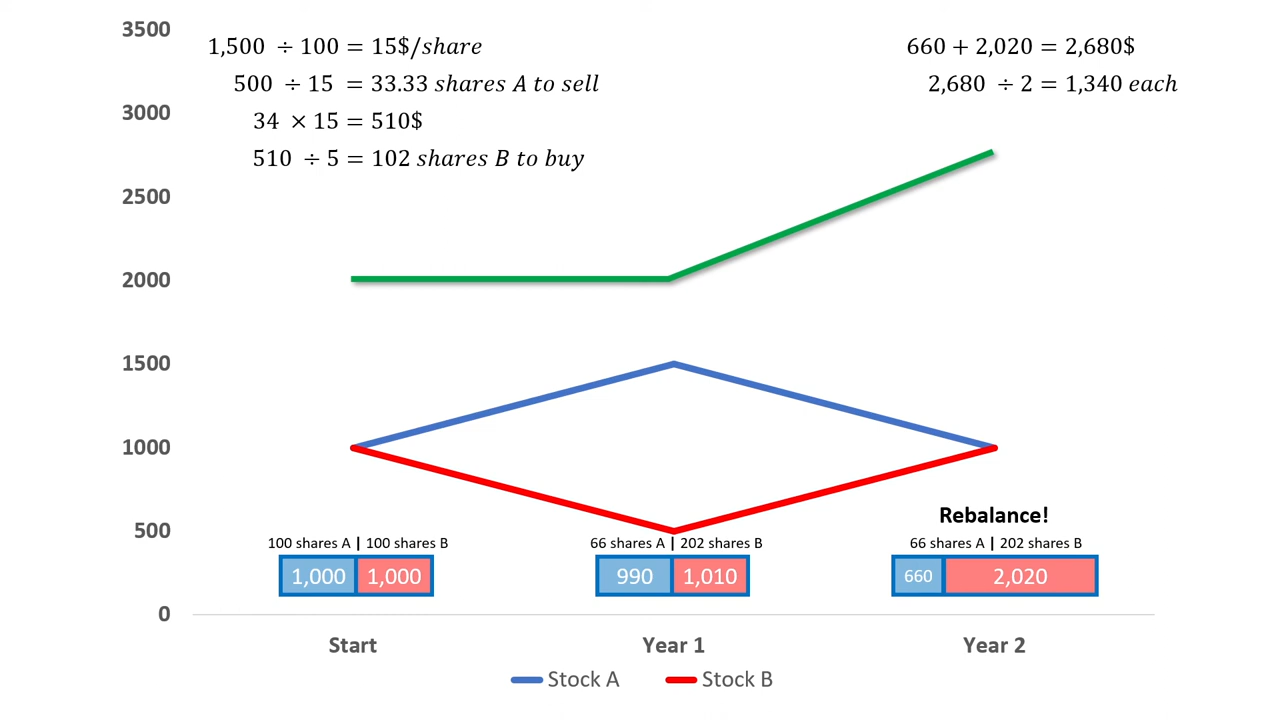 3500
3000
2500
2000
1500
1000
500
0
1,500 ÷ 100 = 15$/share
500 ÷ 15 = 33.33 shares A to sell
34 × 15 = 510$
510 ÷ 5 = 102 shares B to buy
660 + 2,020 = 2,680$
2,680 ÷ 2 = 1,340 each
Rebalance!
100 shares A | 100 shares B
66 shares A | 202 shares B
66 shares A | 202 shares B
1,000 1,000
990 1,010
660 2,020
Start Year 1 Year 2
Stock A Stock B